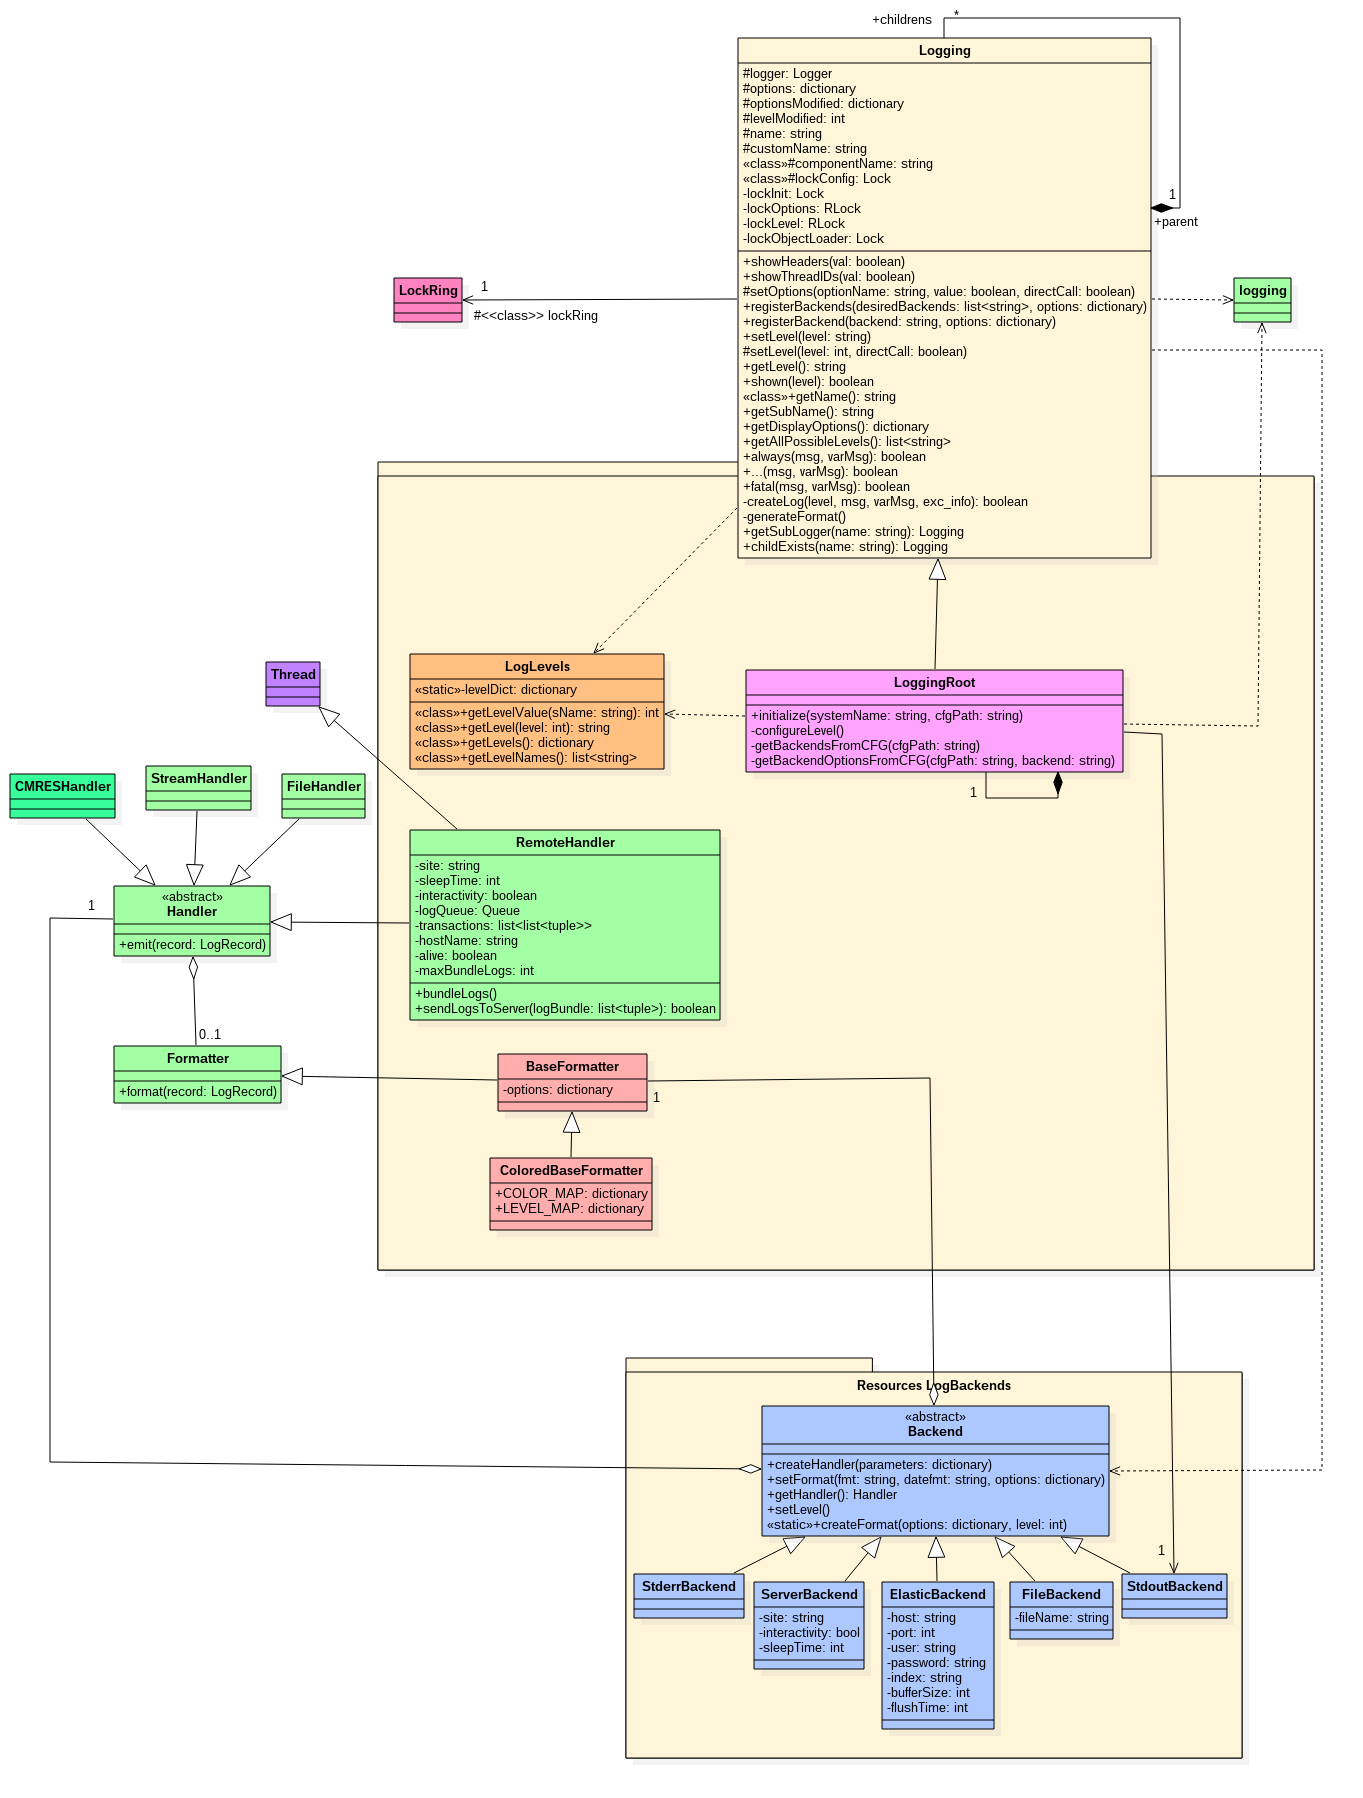 +childrens
*
Logging
#logger: Logger
#options: dictionary
#optionsModified: dictionary
#levelModified: int
#name: string
#customName: string
«class»#componentName: string
«class»#lockConfig: Lock
-lockInit: Lock
-lockOptions: RLock
-lockLevel: RLock
-lockObjectLoader: Lock
1
+parent
+showHeaders(val: boolean)
+showThreadIDs(val: boolean)
#setOptions(optionName: string, value: boolean, directCall: boolean)
+registerBackends(desiredBackends: list<string>, options: dictionary)
+registerBackend(backend: string, options: dictionary)
+setLevel(level: string)
#setLevel(level: int, directCall: boolean)
+getLevel(): string
+shown(level): boolean
«class»+getName(): string
+getSubName(): string
+getDisplayOptions(): dictionary
+getAllPossibleLevels(): list<string>
+always(msg, varMsg): boolean
+...(msg, varMsg): boolean
+fatal(msg, varMsg): boolean
-createLog(level, msg, varMsg, exc_info): boolean
-generateFormat()
+getSubLogger(name: string): Logging
+childExists(name: string): Logging
LockRing
1
#<<class>> lockRing
logging
LogLevels
«static»-levelDict: dictionary
«class»+getLevelValue(sName: string): int
«class»+getLevel(level: int): string
«class»+getLevels(): dictionary
«class»+getLevelNames(): list<string>
LoggingRoot
+initialize(systemName: string, cfgPath: string)
-configureLevel()
-getBackendsFromCFG(cfgPath: string)
-getBackendOptionsFromCFG(cfgPath: string, backend: string)
1
Thread
CMRESHandler
StreamHandler
FileHandler
RemoteHandler
-site: string
-sleepTime: int
-interactivity: boolean
-logQueue: Queue
-transactions: list<list<tuple>>
-hostName: string
-alive: boolean
-maxBundleLogs: int
+bundleLogs()
+sendLogsToServer(logBundle: list<tuple>): boolean
1
«abstract»
Handler
+emit(record: LogRecord)
0..1
Formatter
+format(record: LogRecord)
BaseFormatter
-options: dictionary
1
ColoredBaseFormatter
+COLOR_MAP: dictionary
+LEVEL_MAP: dictionary
Resources LogBackends
«abstract»
Backend
+createHandler(parameters: dictionary)
+setFormat(fmt: string, datefmt: string, options: dictionary)
+getHandler(): Handler
+setLevel()
«static»+createFormat(options: dictionary, level: int)
1
StderrBackend
ServerBackend
-site: string
-interactivity: bool
-sleepTime: int
ElasticBackend
-host: string
-port: int
-user: string
-password: string
-index: string
-bufferSize: int
-flushTime: int
FileBackend
-fileName: string
StdoutBackend